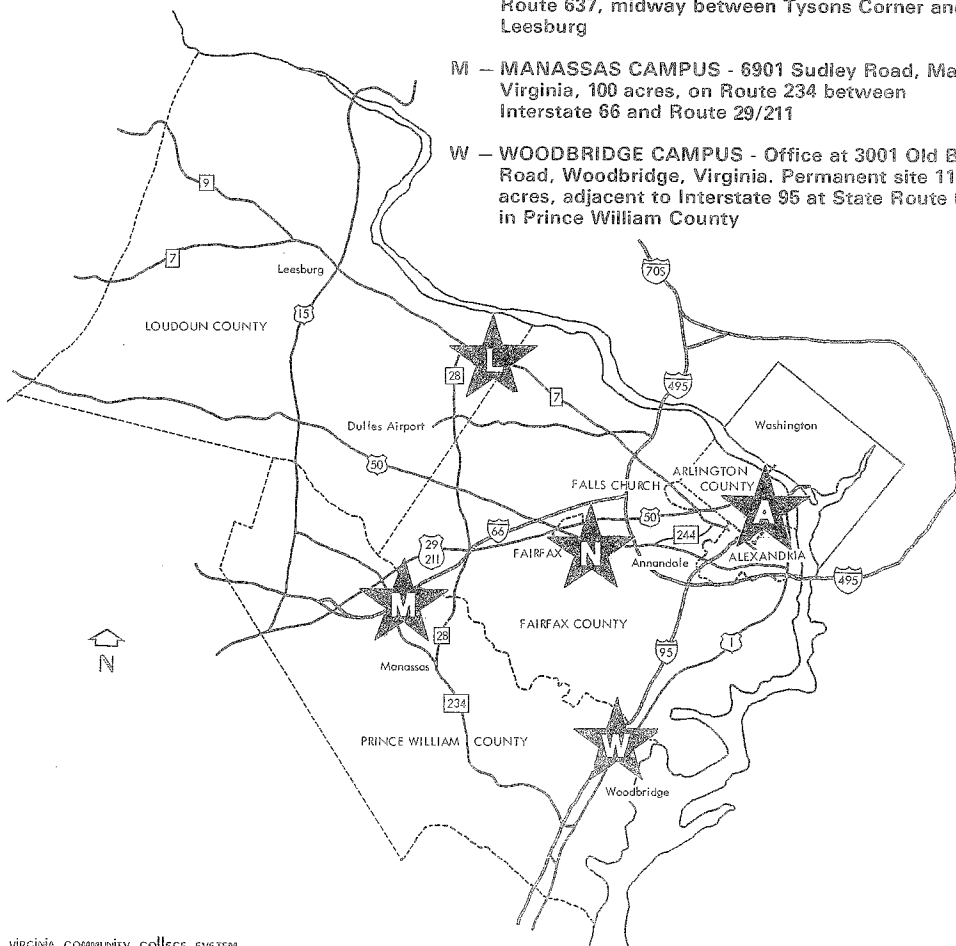 Route 637, midway between Tysons Corner and
Leesburg
M – MANASSAS CAMPUS - 6901 Sudley Road,
Virginia, 100 acres, on Route 234 between
Interstate 66 and Route 29/211
W – WOODBRIDGE CAMPUS - Office at 3001 Old
Road, Woodbridge, Virginia. Permanent site
acres, adjacent to Interstate 95 at State Route
in Prince William County
70S
9
7
Leesburg
15
LOUDOUN COUNTY
L
28
495
7
Dulles Airport
Washington
50
ARLINGTON
COUNTY
FALLS CHURCH
A
66
50
29
211
244
FAIRFAX
N
Annandale
ALEXANDRIA
495
M
FAIRFAX COUNTY
N
28
95
1
Manassas
234
PRINCE WILLIAM COUNTY
W
Woodbridge
VIRGINIA COMMUNITY COLLEGE SYSTEM